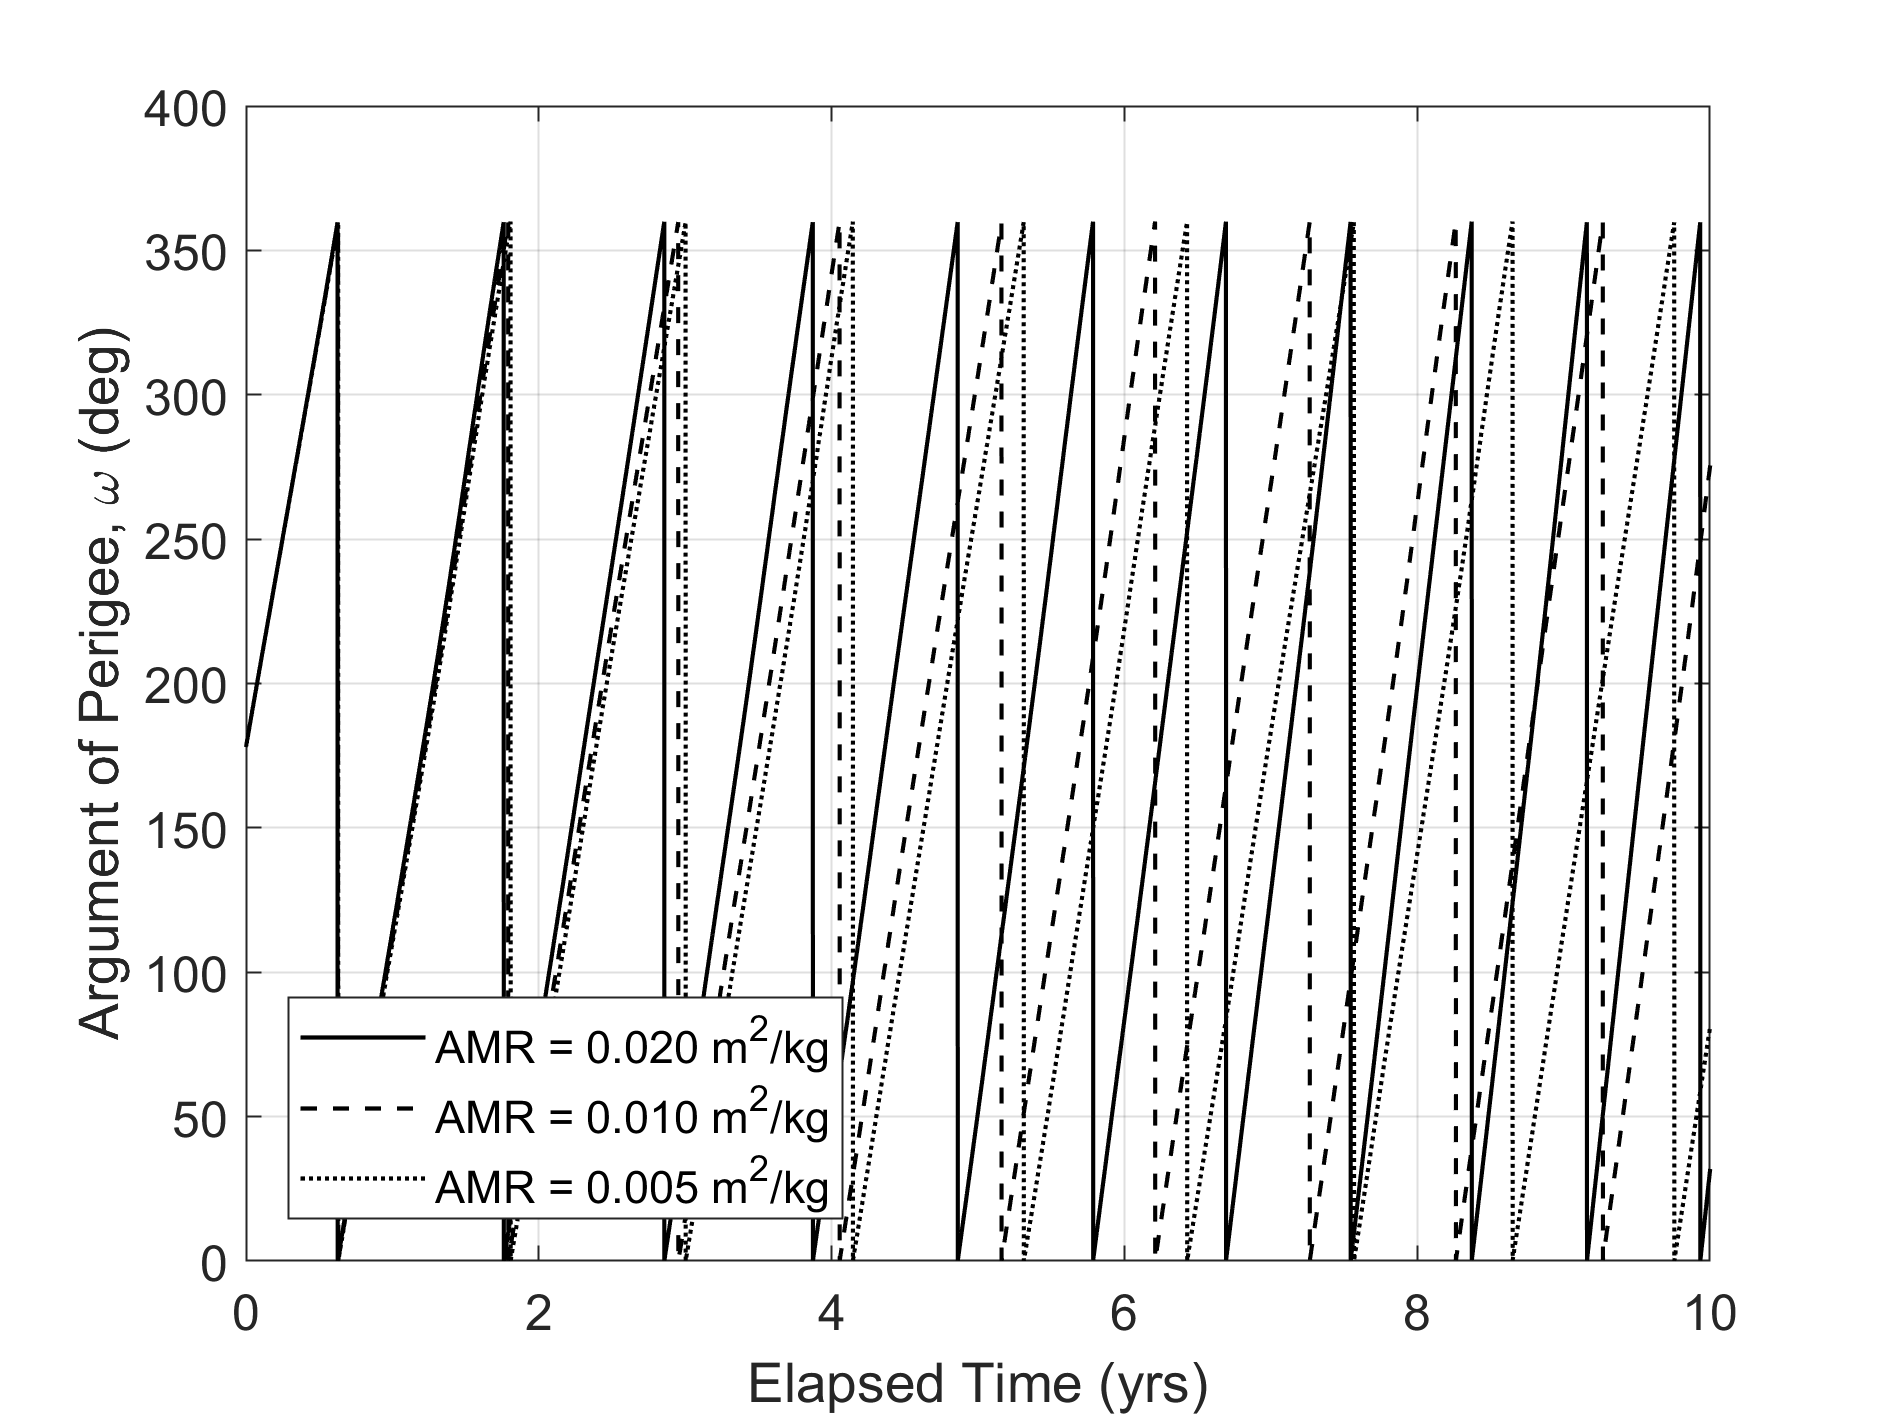 400
350
300
250
200
150
100
50
0
Argument of Perigee, ω (deg)
AMR = 0.020 m²/kg
AMR = 0.010 m²/kg
AMR = 0.005 m²/kg
0 2 4 6 8 10
Elapsed Time (yrs)